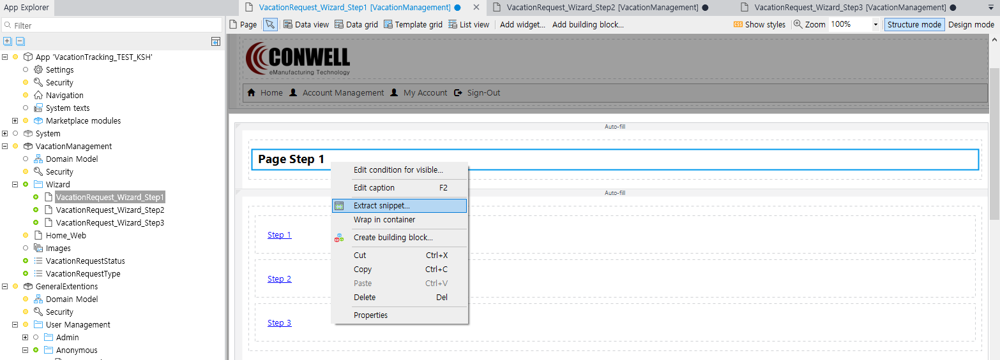 App Explorer
VacationRequest_Wizard_Step1 [VacationManagement]
VacationRequest_Wizard_Step2 [VacationManagement]
VacationRequest_Wizard_Step3 [VacationManagement]
Filter
Page
Data view
Data grid
Template grid
List view
Add widget...
Add building block...
CSS Show styles
Zoom 100%
Structure mode
Design mode
App 'VacationTracking_TEST_KSH'
Settings
Security
Navigation
System texts
Marketplace modules
System
VacationManagement
Domain Model
Security
Wizard
VacationRequest_Wizard_Step1
VacationRequest_Wizard_Step2
VacationRequest_Wizard_Step3
Home_Web
Images
VacationRequestStatus
VacationRequestType
GeneralExtentions
Domain Model
Security
User Management
Admin
Anonymous
CONWELL
eManufacturing Technology
Home
Account Management
My Account
Sign-Out
Auto-fill
Page Step 1
Auto-fill
Step 1
Step 2
Step 3
Edit condition for visible...
Edit caption F2
Extract snippet...
Wrap in container
Create building block...
Cut Ctrl+X
Copy Ctrl+C
Paste Ctrl+V
Delete Del
Properties